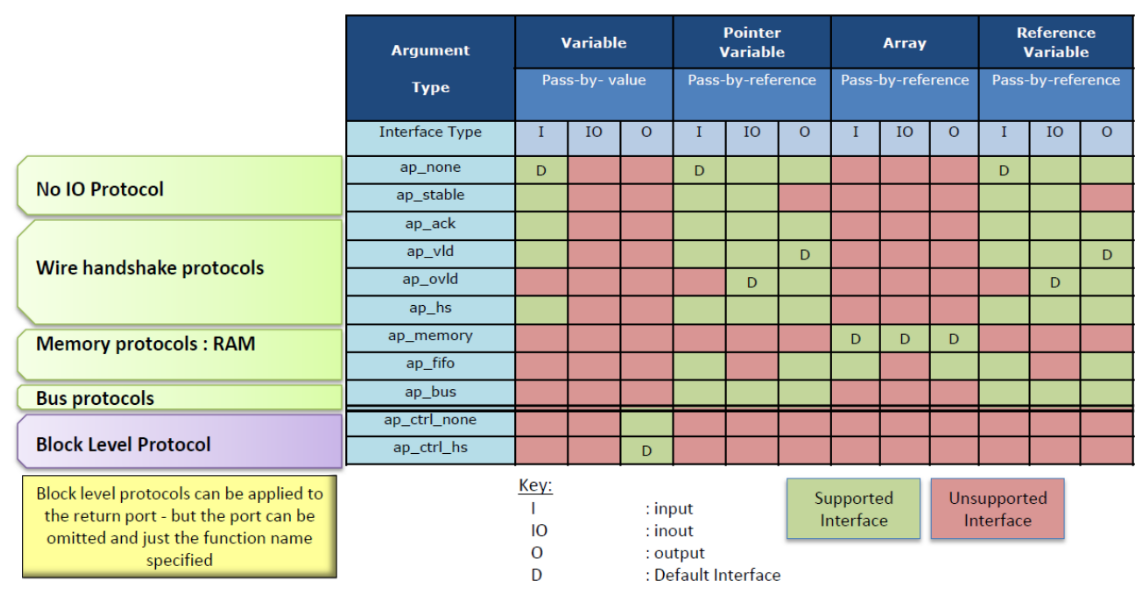 Argument Type
Variable
Pointer Variable
Array
Reference Variable
Pass-by- value
Pass-by-reference
Pass-by-reference
Pass-by-reference
Interface Type I IO O I IO O I IO O I IO O
No IO Protocol
ap_none D D D
ap_stable
Wire handshake protocols
ap_ack
ap_vld D D
ap_ovld D D
ap_hs
Memory protocols : RAM
ap_memory D D D
ap_fifo
Bus protocols
ap_bus
Block Level Protocol
ap_ctrl_none
ap_ctrl_hs D
Block level protocols can be applied to
the return port - but the port can be
omitted and just the function name
specified
Key:
I : input
IO : inout
O : output
D : Default Interface
Supported
Interface
Unsupported
Interface